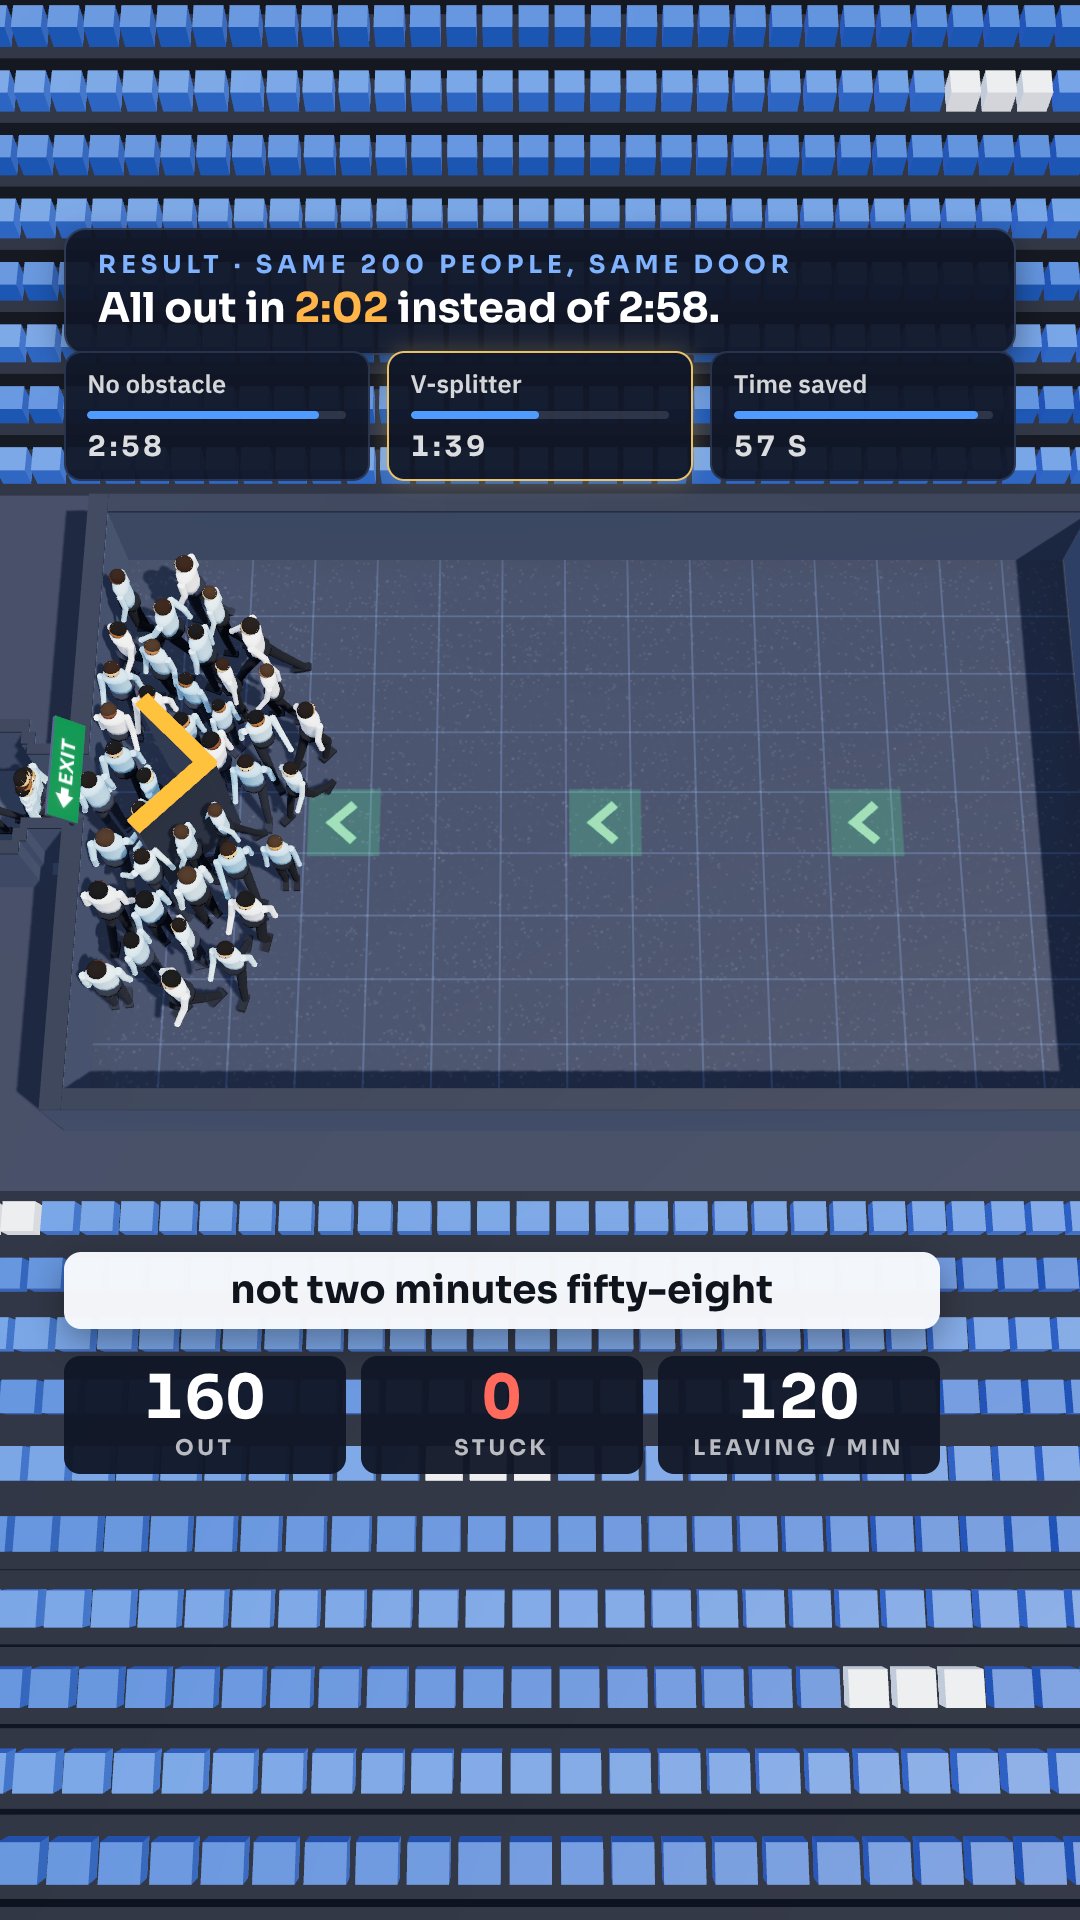 RESULT · SAME 200 PEOPLE, SAME DOOR
All out in 2:02 instead of 2:58.
No obstacle
2:58
V-splitter
1:39
Time saved
57 S
EXIT
not two minutes fifty-eight
160
OUT
0
STUCK
120
LEAVING / MIN